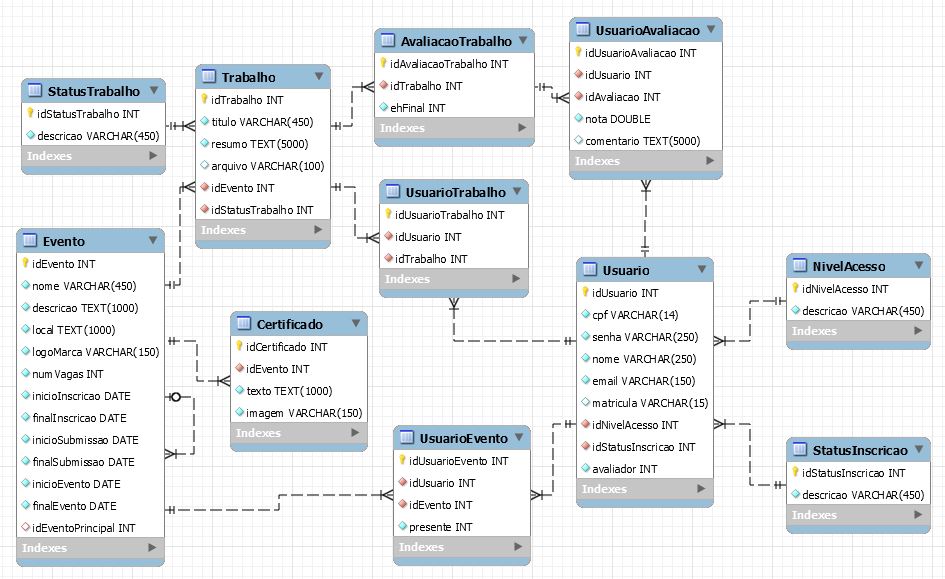 StatusTrabalho
idStatusTrabalho INT
descricao VARCHAR(450)
Indexes
Trabalho
idTrabalho INT
titulo VARCHAR(450)
resumo TEXT(5000)
arquivo VARCHAR(100)
idEvento INT
idStatusTrabalho INT
Indexes
AvaliacaoTrabalho
idAvaliacaoTrabalho INT
idTrabalho INT
ehFinal INT
Indexes
UsuarioAvaliacao
idUsuarioAvaliacao INT
idUsuario INT
idAvaliacao INT
nota DOUBLE
comentario TEXT(5000)
Indexes
UsuarioTrabalho
idUsuarioTrabalho INT
idUsuario INT
idTrabalho INT
Indexes
Evento
idEvento INT
nome VARCHAR(450)
descricao TEXT(1000)
local TEXT(1000)
logoMarca VARCHAR(150)
numVagas INT
inicioInscricao DATE
finalInscricao DATE
inicioSubmissao DATE
finalSubmissao DATE
inicioEvento DATE
finalEvento DATE
idEventoPrincipal INT
Indexes
Certificado
idCertificado INT
idEvento INT
texto TEXT(1000)
imagem VARCHAR(150)
Indexes
Usuario
idUsuario INT
cpf VARCHAR(14)
senha VARCHAR(250)
nome VARCHAR(250)
email VARCHAR(150)
matricula VARCHAR(15)
idNivelAcesso INT
idStatusInscricao INT
avaliador INT
Indexes
NivelAcesso
idNivelAcesso INT
descricao VARCHAR(450)
Indexes
UsuarioEvento
idUsuarioEvento INT
idUsuario INT
idEvento INT
presente INT
Indexes
StatusInscricao
idStatusInscricao INT
descricao VARCHAR(450)
Indexes